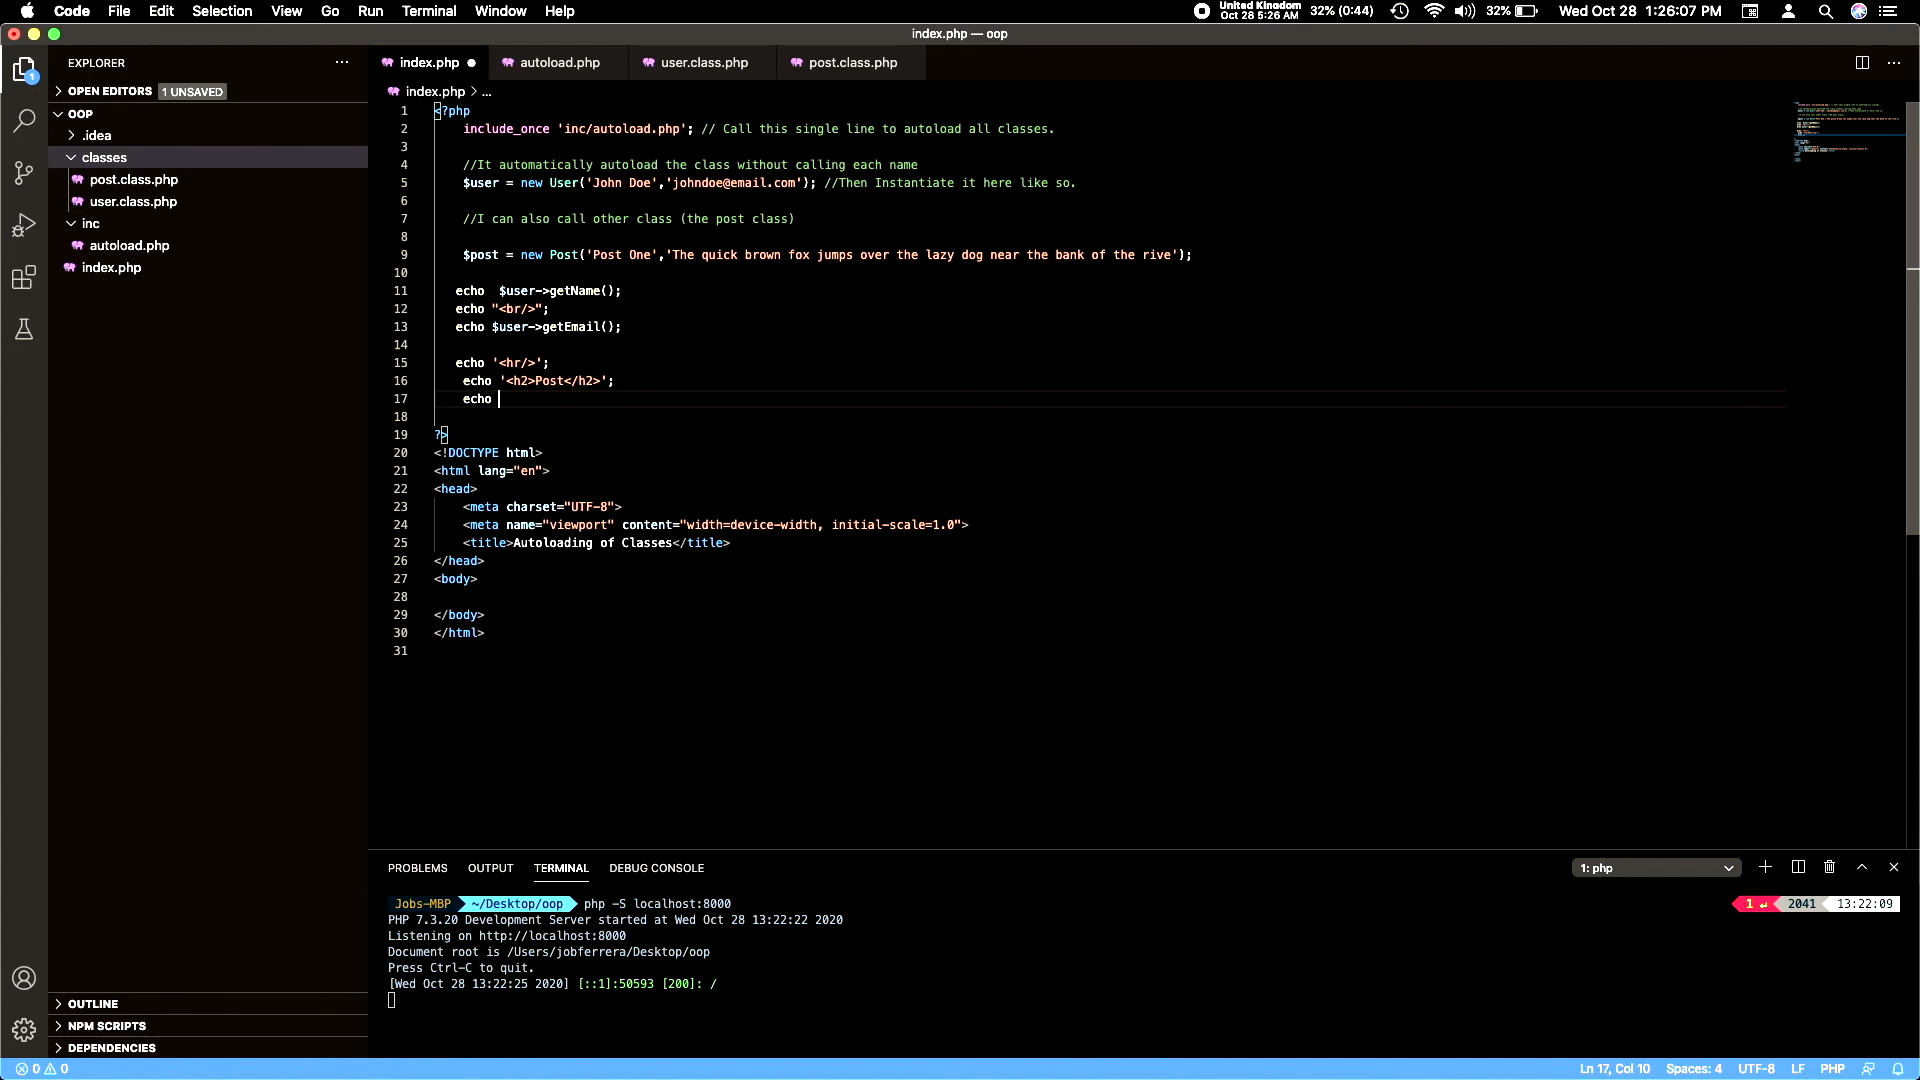 Code File Edit Selection View Go Run Terminal Window Help
United Kingdom
Oct 28 5:26 AM
32% (0:44) 32% Wed Oct 28 1:26:07 PM
index.php — oop
EXPLORER
OPEN EDITORS 1 UNSAVED
OOP
.idea
classes
post.class.php
user.class.php
inc
autoload.php
index.php
OUTLINE
NPM SCRIPTS
DEPENDENCIES
1
index.php autoload.php user.class.php post.class.php
index.php > ...
1 <?php
2 include_once 'inc/autoload.php'; // Call this single line to autoload all classes.
3
4 //It automatically autoload the class without calling each name
5 $user = new User('John Doe','johndoe@email.com'); //Then Instantiate it here like so.
6
7 //I can also call other class (the post class)
8
9 $post = new Post('Post One','The quick brown fox jumps over the lazy dog near the bank of the rive');
10
11 echo  $user->getName();
12 echo "<br/>";
13 echo $user->getEmail();
14
15 echo '<hr/>';
16 echo '<h2>Post</h2>';
17 echo
18
19 ?>
20 <!DOCTYPE html>
21 <html lang="en">
22 <head>
23 <meta charset="UTF-8">
24 <meta name="viewport" content="width=device-width, initial-scale=1.0">
25 <title>Autoloading of Classes</title>
26 </head>
27 <body>
28
29 </body>
30 </html>
31
PROBLEMS OUTPUT TERMINAL DEBUG CONSOLE 1: php
Jobs-MBP ~/Desktop/oop php -S localhost:8000 1 ↵ 2041 13:22:09
PHP 7.3.20 Development Server started at Wed Oct 28 13:22:22 2020
Listening on http://localhost:8000
Document root is /Users/jobferrera/Desktop/oop
Press Ctrl-C to quit.
[Wed Oct 28 13:22:25 2020] [::1]:50593 [200]: /
0 0 Ln 17, Col 10 Spaces: 4 UTF-8 LF PHP